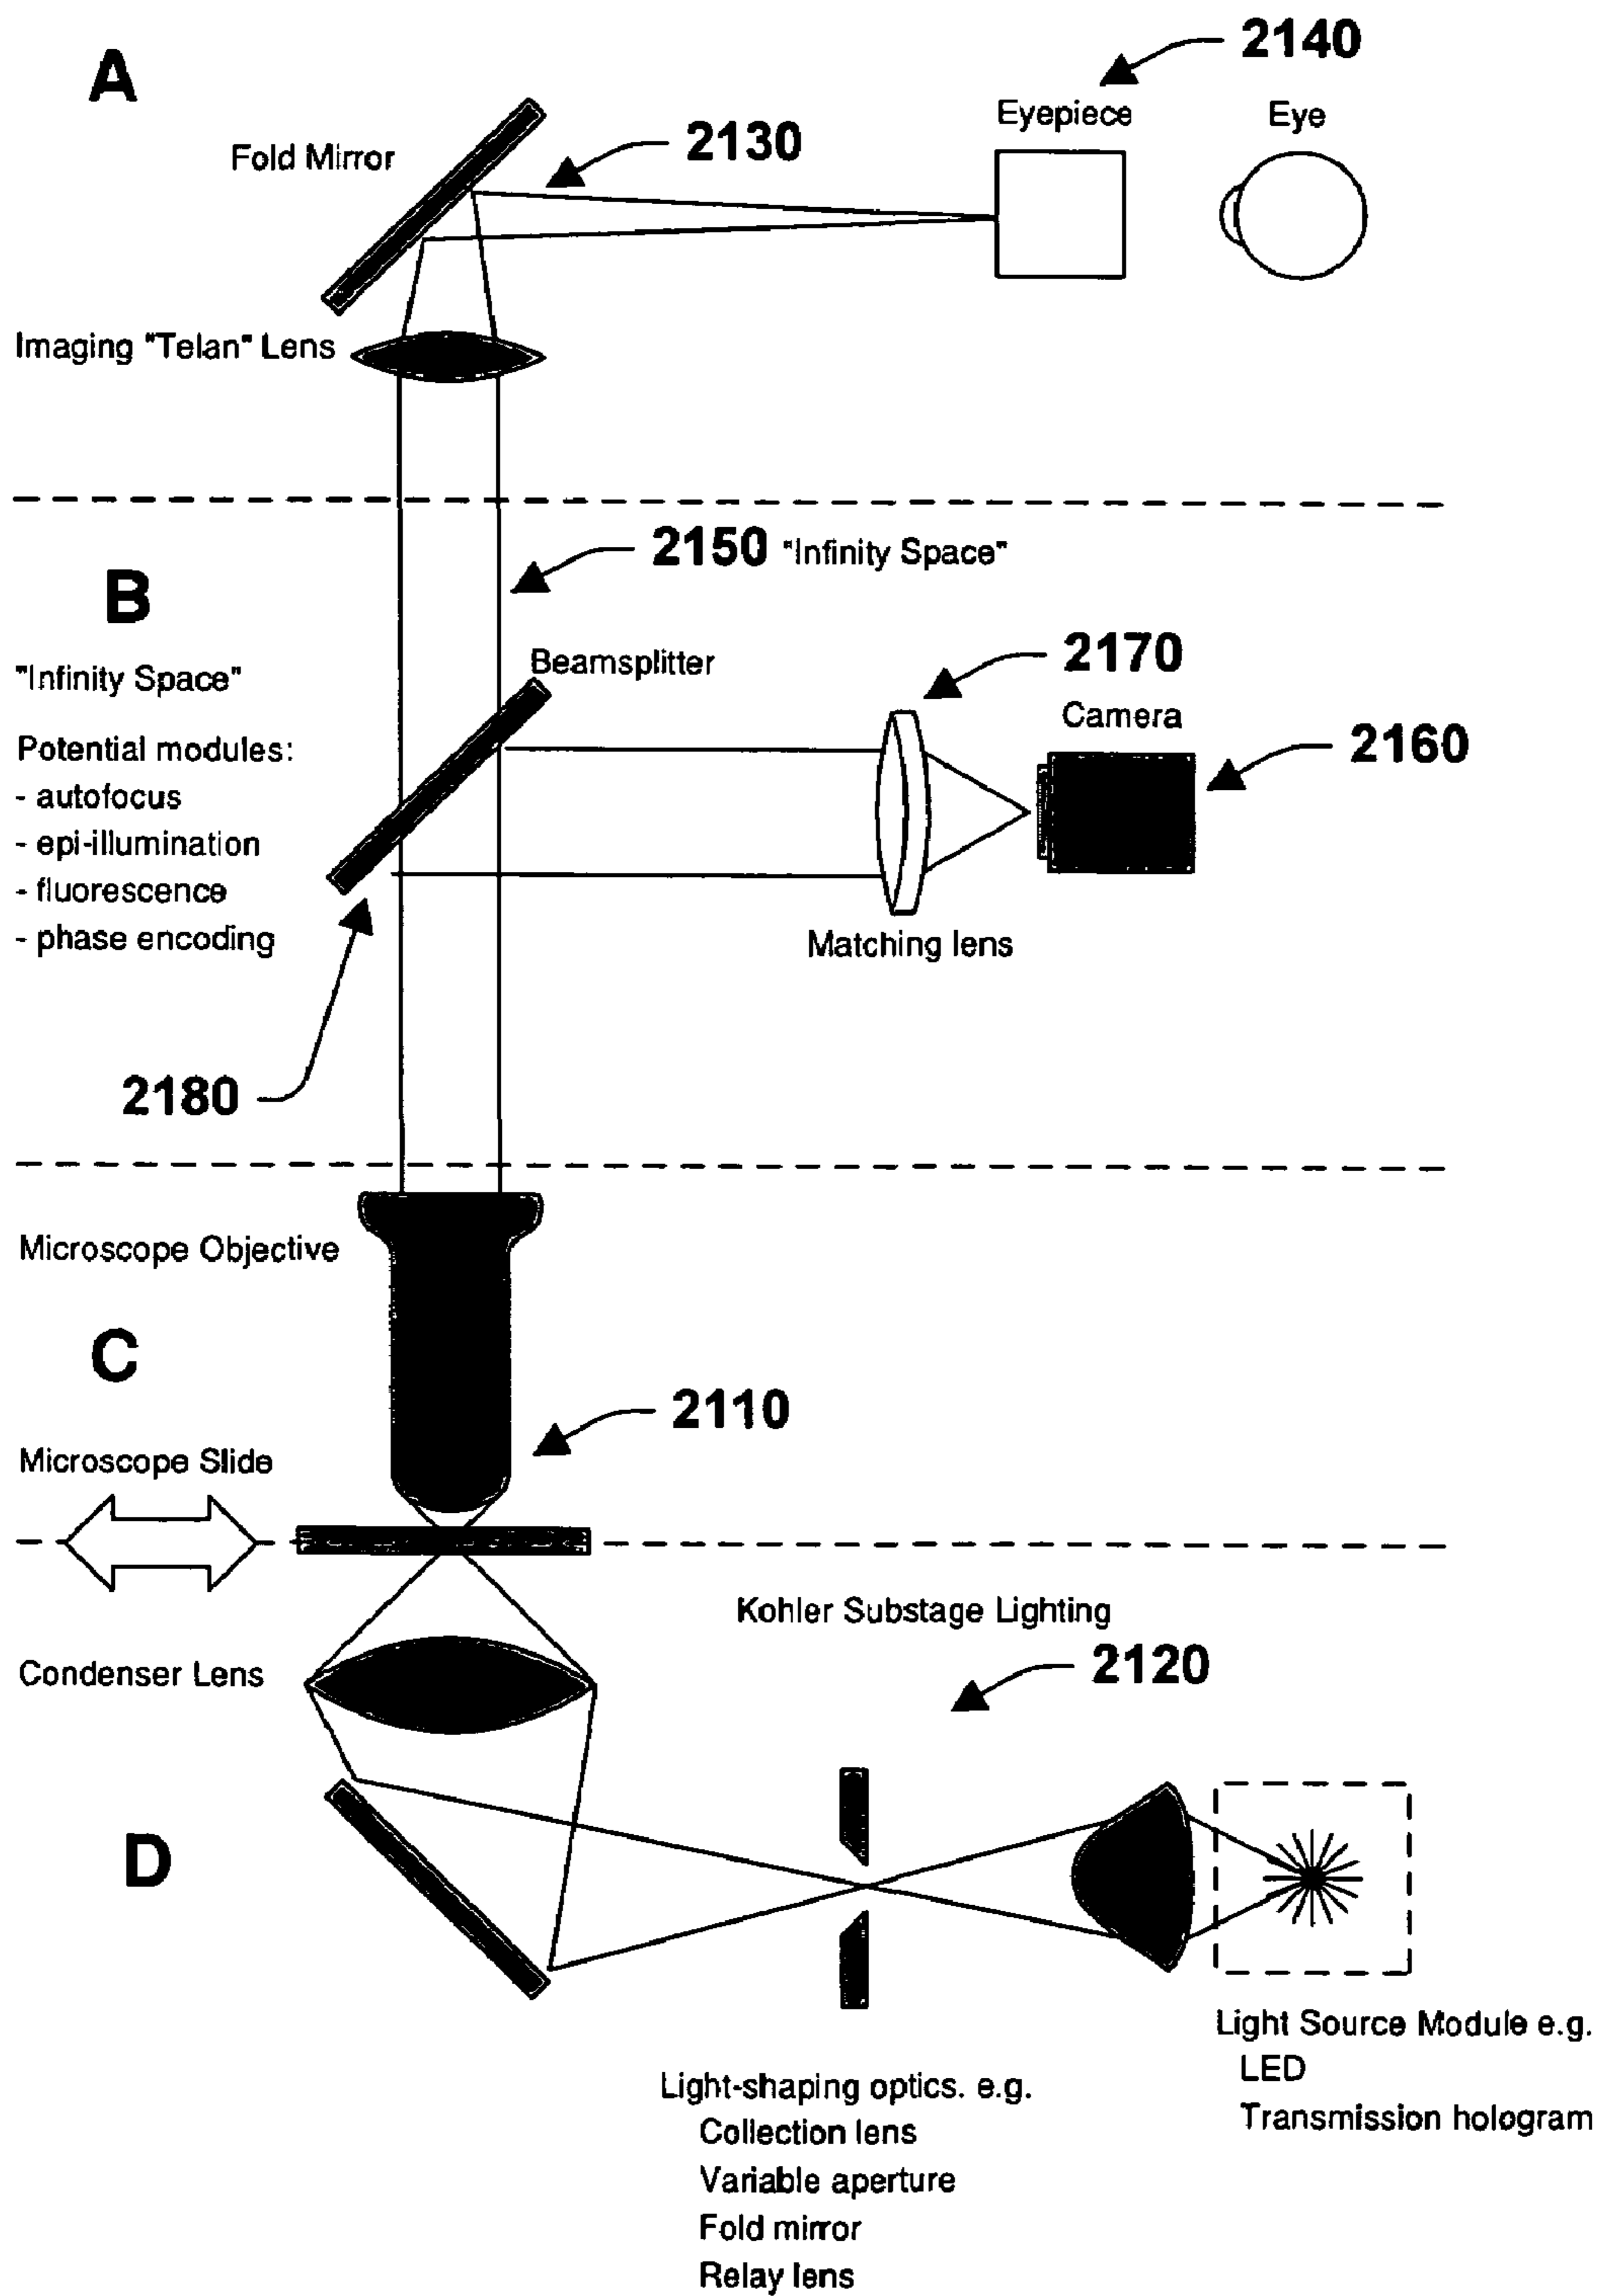 A
2140
Eyepiece
Eye
Fold Mirror
2130
Imaging "Telan" Lens
2150 "Infinity Space"
B
2170
"Infinity Space"
Beamsplitter
Camera
2160
Potential modules:
- autofocus
- epi-illumination
- fluorescence
- phase encoding
Matching lens
2180
Microscope Objective
C
2110
Microscope Slide
Kohler Substage Lighting
2120
Condenser Lens
D
Light Source Module e.g.
LED
Transmission hologram
Light-shaping optics. e.g.
Collection lens
Variable aperture
Fold mirror
Relay lens